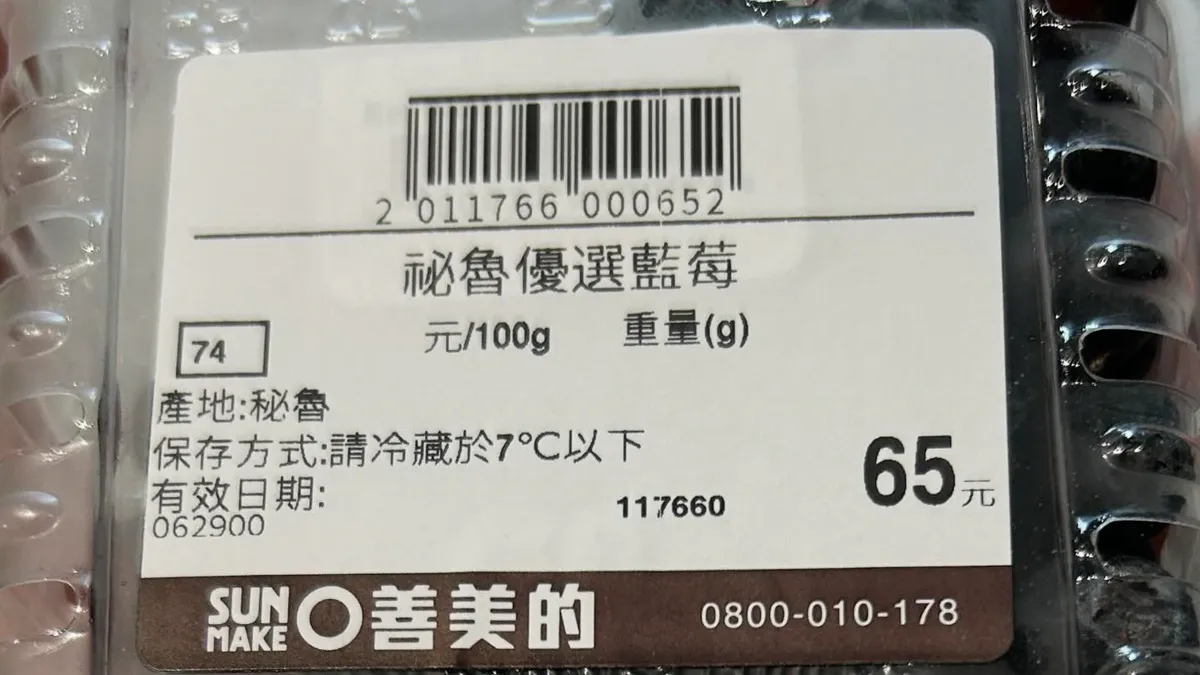 2 011766 000652
祕魯優選藍莓
元/100g 重量(g)
74
產地:秘魯
保存方式:請冷藏於7°C以下
有效日期:
062900
117660
65元
SUN MAKE 善美的 0800-010-178